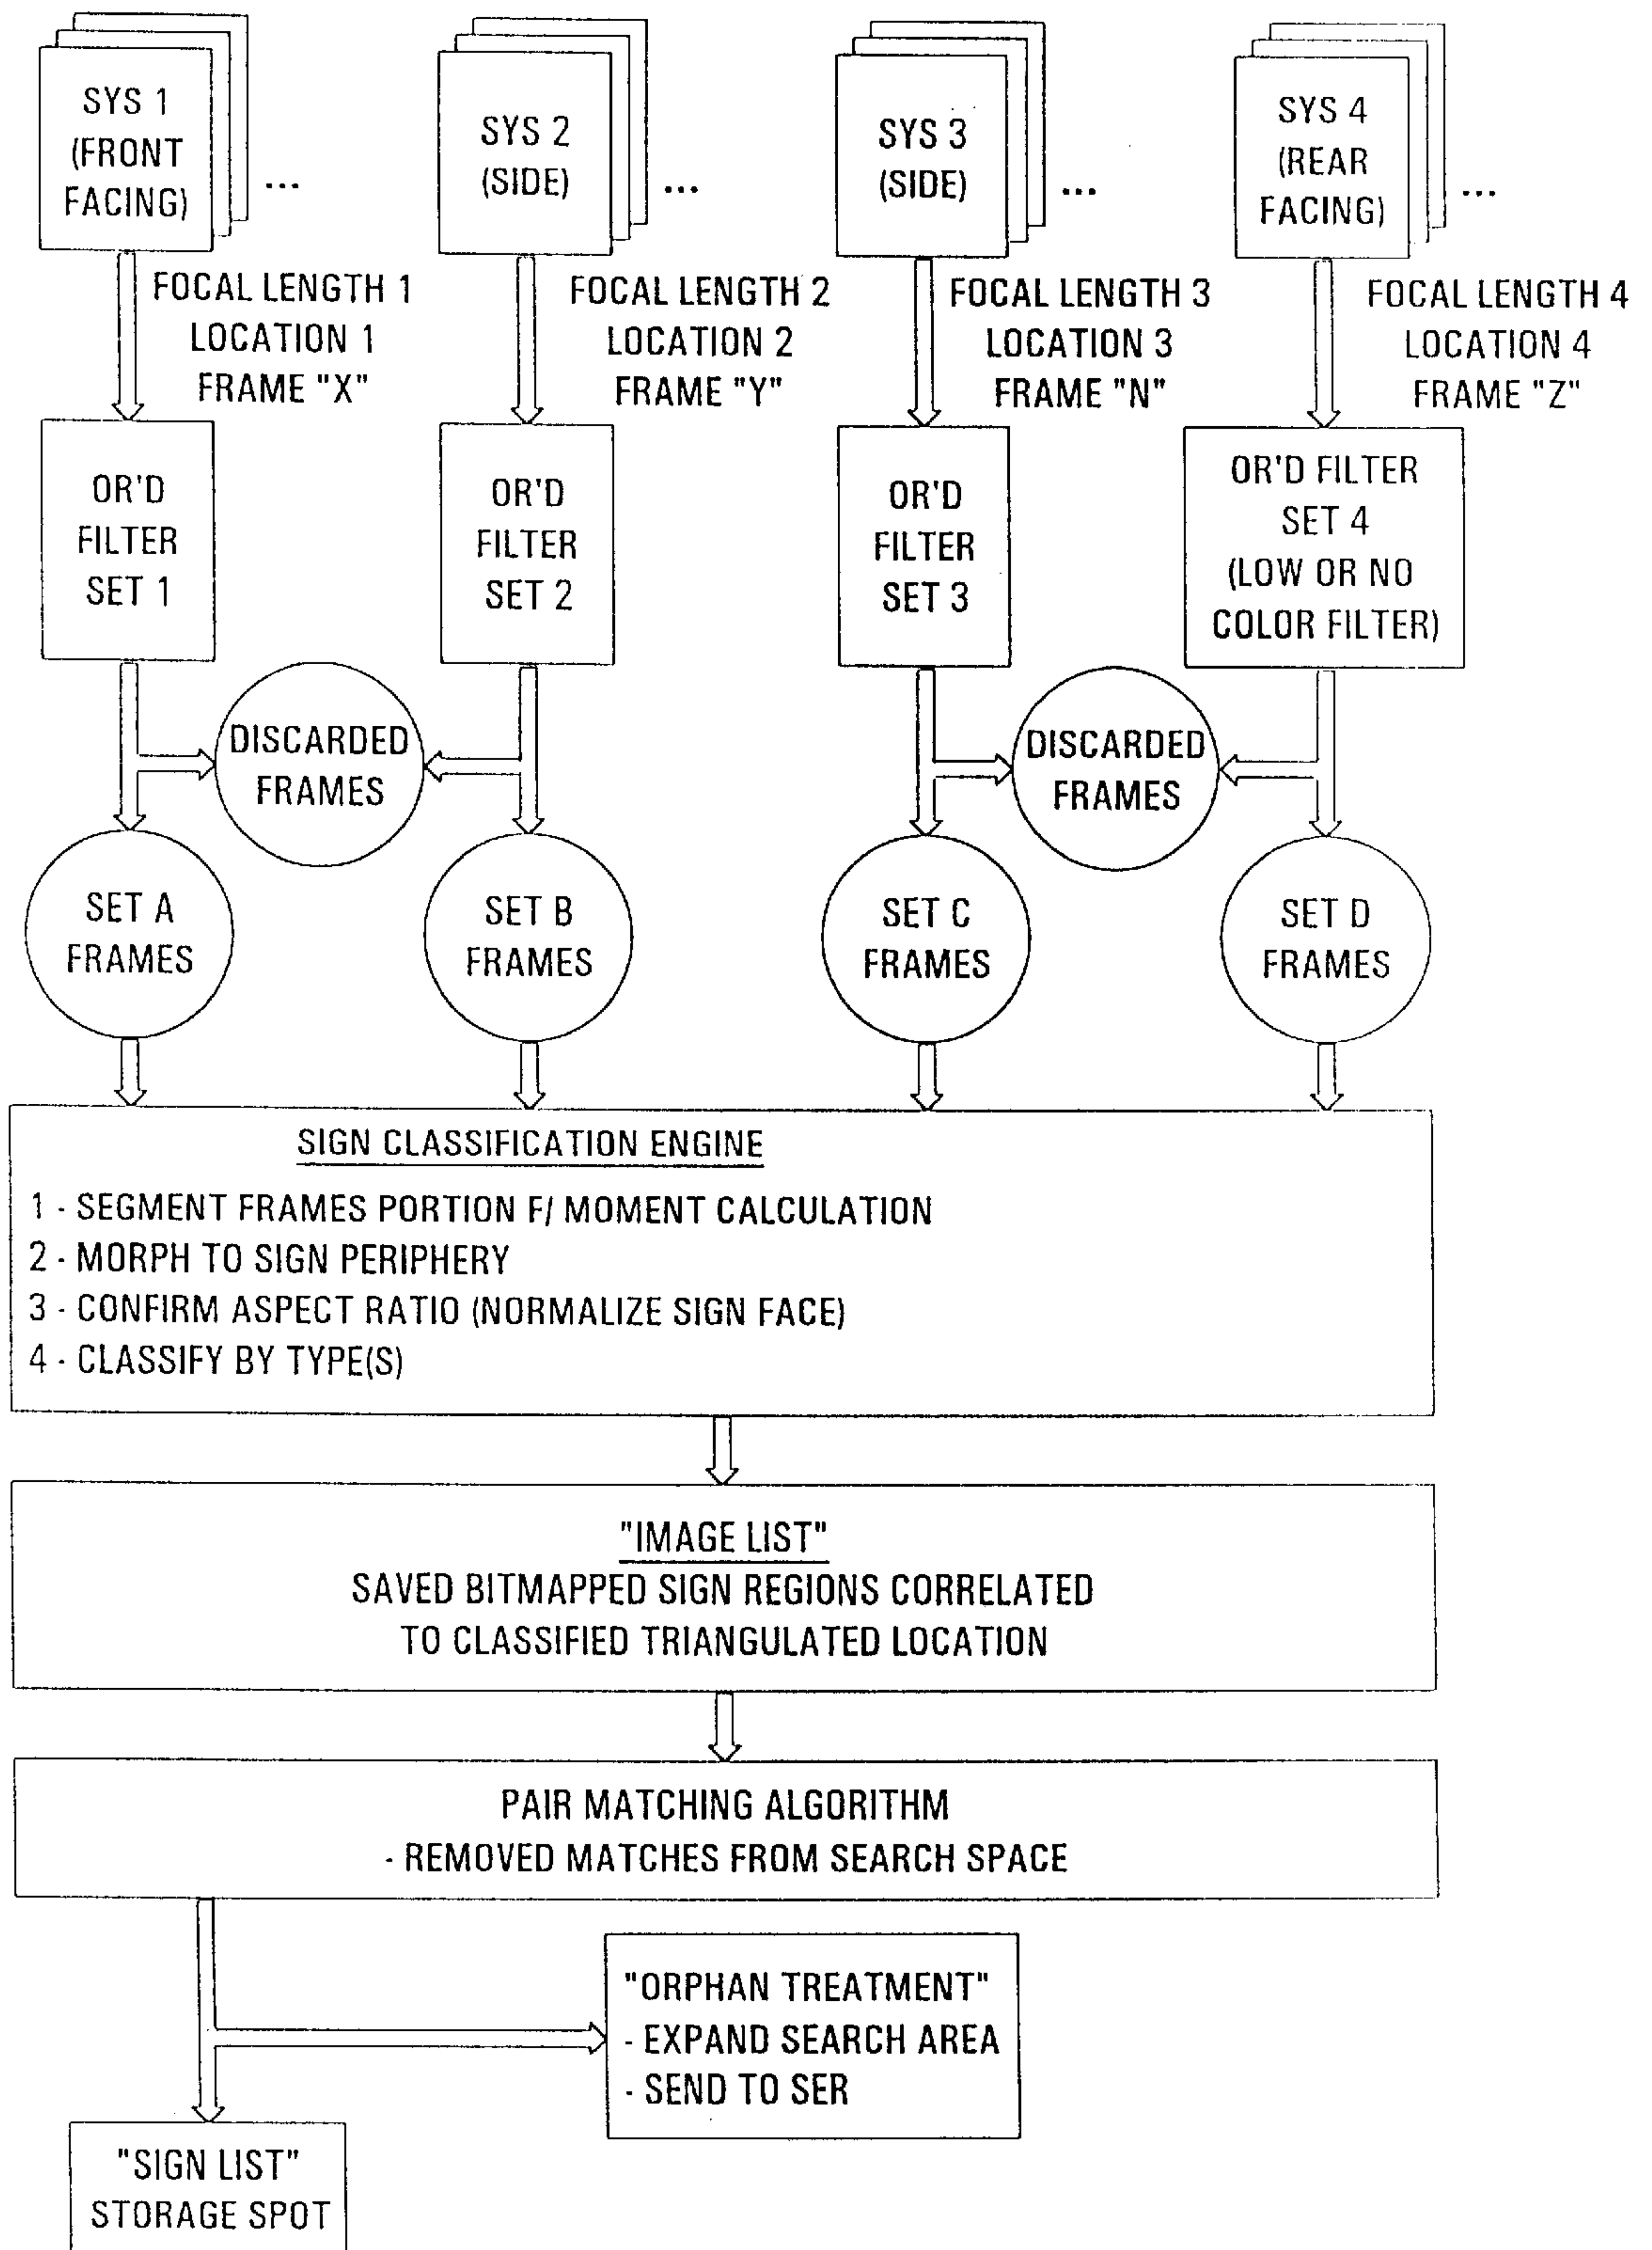 SYS 1
(FRONT
FACING)
...
SYS 2
(SIDE)
...
SYS 3
(SIDE)
...
SYS 4
(REAR
FACING)
...
FOCAL LENGTH 1
LOCATION 1
FRAME "X"
FOCAL LENGTH 2
LOCATION 2
FRAME "Y"
FOCAL LENGTH 3
LOCATION 3
FRAME "N"
FOCAL LENGTH 4
LOCATION 4
FRAME "Z"
OR'D
FILTER
SET 1
OR'D
FILTER
SET 2
OR'D
FILTER
SET 3
OR'D FILTER
SET 4
(LOW OR NO
COLOR FILTER)
DISCARDED
FRAMES
DISCARDED
FRAMES
SET A
FRAMES
SET B
FRAMES
SET C
FRAMES
SET D
FRAMES
SIGN CLASSIFICATION ENGINE
1 - SEGMENT FRAMES PORTION F/ MOMENT CALCULATION
2 - MORPH TO SIGN PERIPHERY
3 - CONFIRM ASPECT RATIO (NORMALIZE SIGN FACE)
4 - CLASSIFY BY TYPE(S)
"IMAGE LIST"
SAVED BITMAPPED SIGN REGIONS CORRELATED
TO CLASSIFIED TRIANGULATED LOCATION
PAIR MATCHING ALGORITHM
- REMOVED MATCHES FROM SEARCH SPACE
"ORPHAN TREATMENT"
- EXPAND SEARCH AREA
- SEND TO SER
"SIGN LIST"
STORAGE SPOT